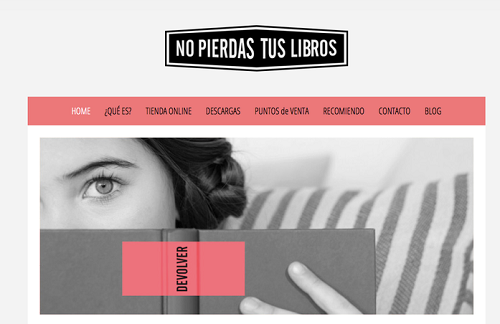 NO PIERDAS TUS LIBROS
HOME ¿QUÉ ES? TIENDA ONLINE DESCARGAS PUNTOS de VENTA RECOMIENDO CONTACTO BLOG
DEVOLVER